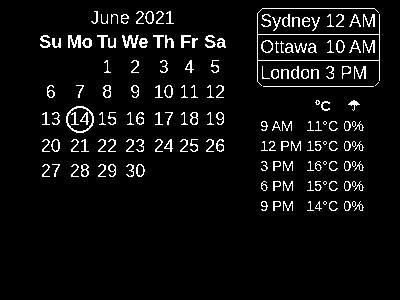 June 2021
Su Mo Tu We Th Fr Sa
1 2 3 4 5
6 7 8 9 10 11 12
13 14 15 16 17 18 19
20 21 22 23 24 25 26
27 28 29 30
Sydney 12 AM
Ottawa 10 AM
London 3 PM
°C
9 AM 11°C 0%
12 PM 15°C 0%
3 PM 16°C 0%
6 PM 15°C 0%
9 PM 14°C 0%